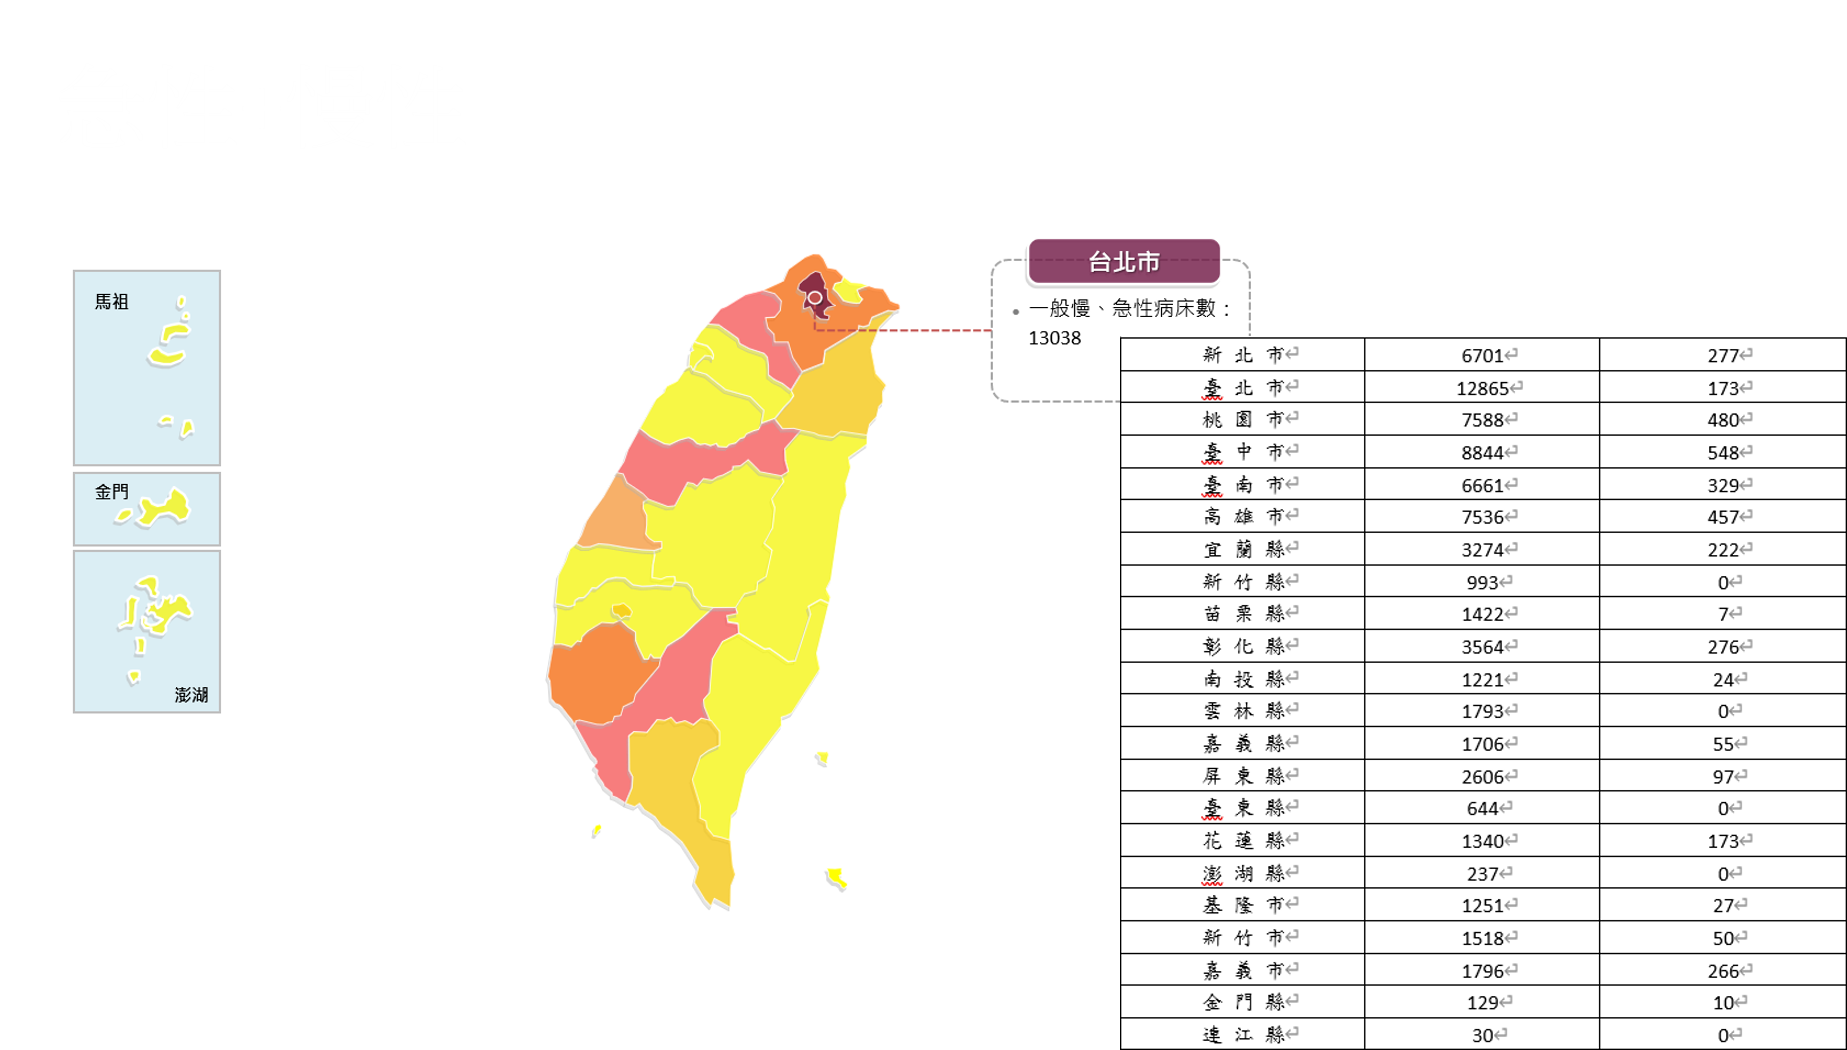 馬祖
金門
澎湖
台北市
• 一般慢、急性病床數：
13038
新北市 6701 277
臺北市 12865 173
桃園市 7588 480
臺中市 8844 548
臺南市 6661 329
高雄市 7536 457
宜蘭縣 3274 222
新竹縣 993 0
苗栗縣 1422 7
彰化縣 3564 276
南投縣 1221 24
雲林縣 1793 0
嘉義縣 1706 55
屏東縣 2606 97
臺東縣 644 0
花蓮縣 1340 173
澎湖縣 237 0
基隆市 1251 27
新竹市 1518 50
嘉義市 1796 266
金門縣 129 10
連江縣 30 0